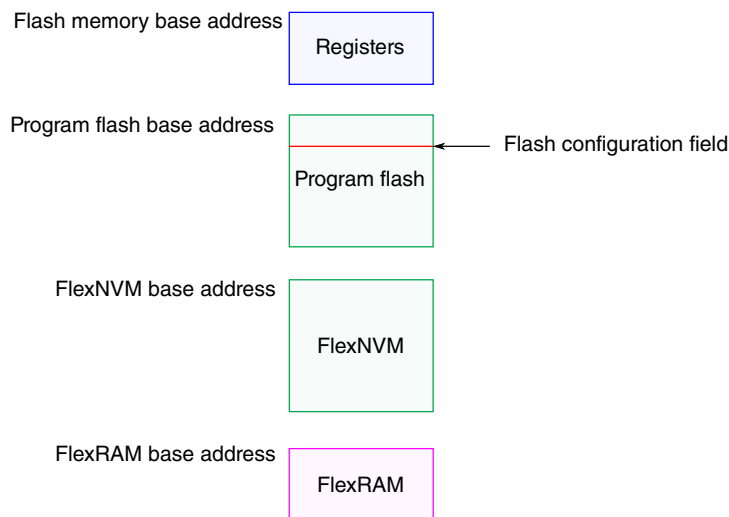 Flash memory base address
Registers
Program flash base address
Flash configuration field
Program flash
FlexNVM base address
FlexNVM
FlexRAM base address
FlexRAM